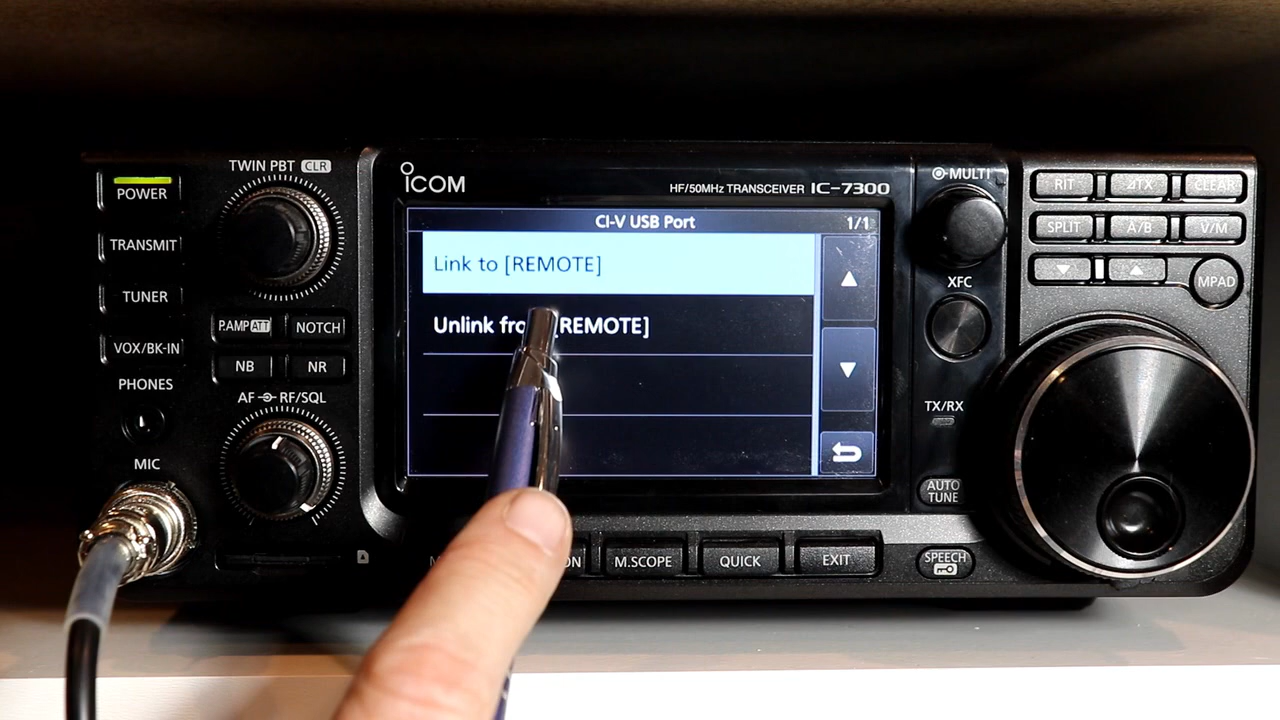 TWIN PBT CLR
POWER
TRANSMIT
TUNER
VOX/BK-IN
PHONES
MIC
P.AMP ATT
NOTCH
NB
NR
AF RF/SQL
ICOM
HF/50MHz TRANSCEIVER IC-7300
CI-V USB Port 1/1
Link to [REMOTE]
Unlink [REMOTE]
M.SCOPE
QUICK
EXIT
MULTI
XFC
TX/RX
AUTO
TUNE
SPEECH
RIT
ΔTX
CLEAR
SPLIT
A/B
V/M
MPAD